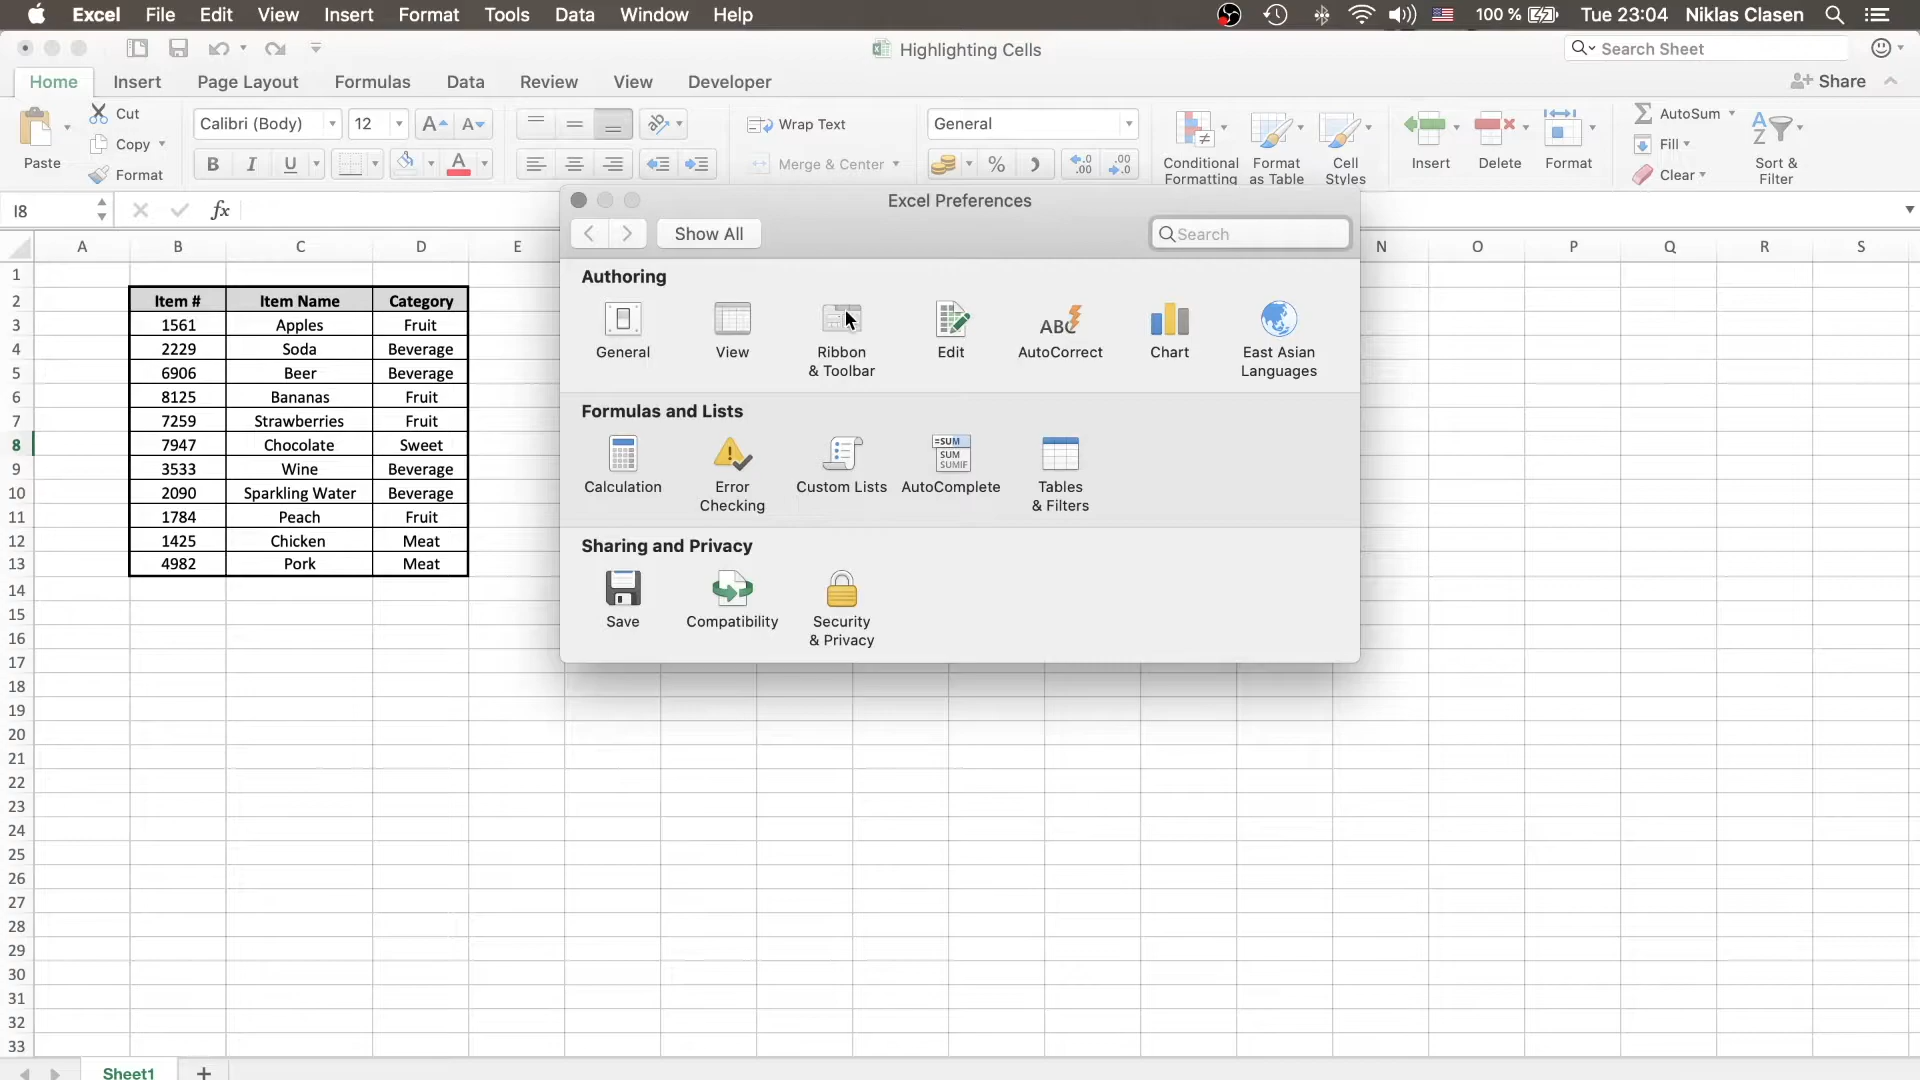 Excel File Edit View Insert Format Tools Data Window Help 100 % Tue 23:04 Niklas Clasen
Highlighting Cells
Search Sheet
Home Insert Page Layout Formulas Data Review View Developer
Share
Paste
Cut
Copy
Format
Calibri (Body) 12 A A
B I U A
Wrap Text
Merge & Center
General
% .00 .00
Conditional
Formatting
Format
as Table
Cell
Styles
Insert
Delete
Format
AutoSum
Fill
Clear
Sort &
Filter
I8 fx
A B C D E N O P Q R S
1
2 Item # Item Name Category
3 1561 Apples Fruit
4 2229 Soda Beverage
5 6906 Beer Beverage
6 8125 Bananas Fruit
7 7259 Strawberries Fruit
8 7947 Chocolate Sweet
9 3533 Wine Beverage
10 2090 Sparkling Water Beverage
11 1784 Peach Fruit
12 1425 Chicken Meat
13 4982 Pork Meat
14
15
16
17
18
19
20
21
22
23
24
25
26
27
28
29
30
31
32
33
Excel Preferences
Show All
Search
Authoring
General
View
Ribbon
& Toolbar
Edit
ABC
AutoCorrect
Chart
East Asian
Languages
Formulas and Lists
Calculation
Error
Checking
Custom Lists
=SUM
SUM
SUMIF
AutoComplete
Tables
& Filters
Sharing and Privacy
Save
Compatibility
Security
& Privacy
Sheet1 +